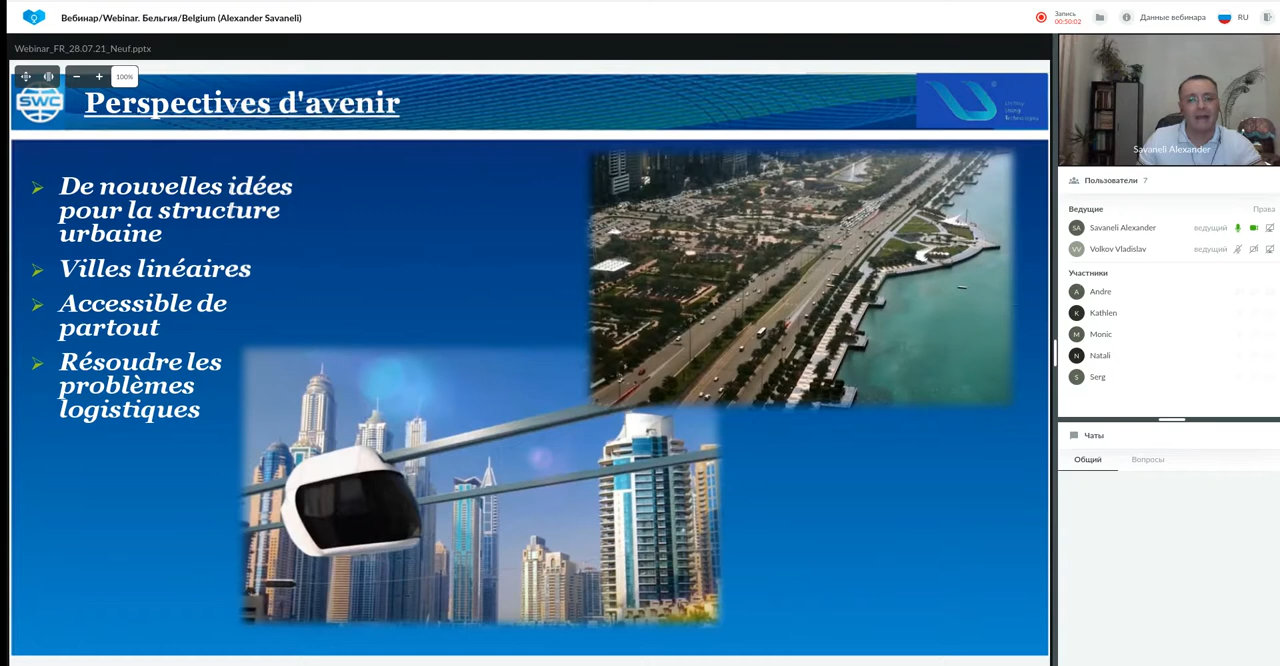 Вебинар/Webinar. Бельгия/Belgium (Alexander Savaneli)
Запись
00:50:02
Данные вебинара
RU
Webinar_FR_28.07.21_Neuf.pptx
100%
SWC
Perspectives d'avenir
De nouvelles idées
pour la structure
urbaine
Villes linéaires
Accessible de
partout
Résoudre les
problèmes
logistiques
Savaneli Alexander
Пользователи 7
Ведущие Права
SA Savaneli Alexander ведущий
VV Volkov Vladislav ведущий
Участники
A Andre
K Kathlen
M Monic
N Natali
S Serg
Чаты
Общий Вопросы